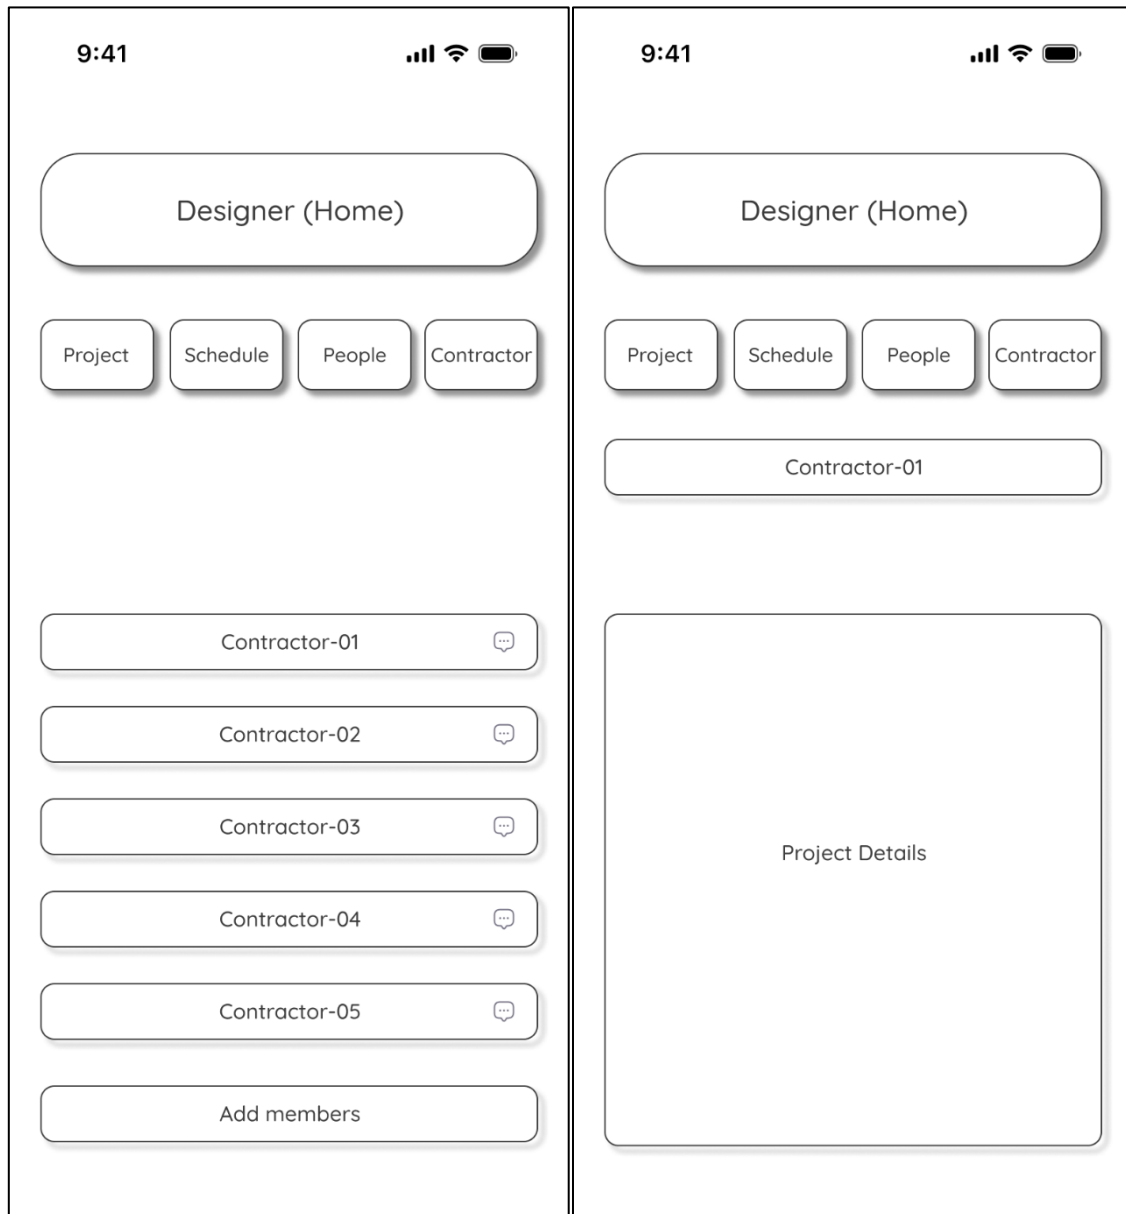 9:41
Designer (Home)
Project Schedule People Contractor
Contractor-01
Contractor-02
Contractor-03
Contractor-04
Contractor-05
Add members
9:41
Designer (Home)
Project Schedule People Contractor
Contractor-01
Project Details